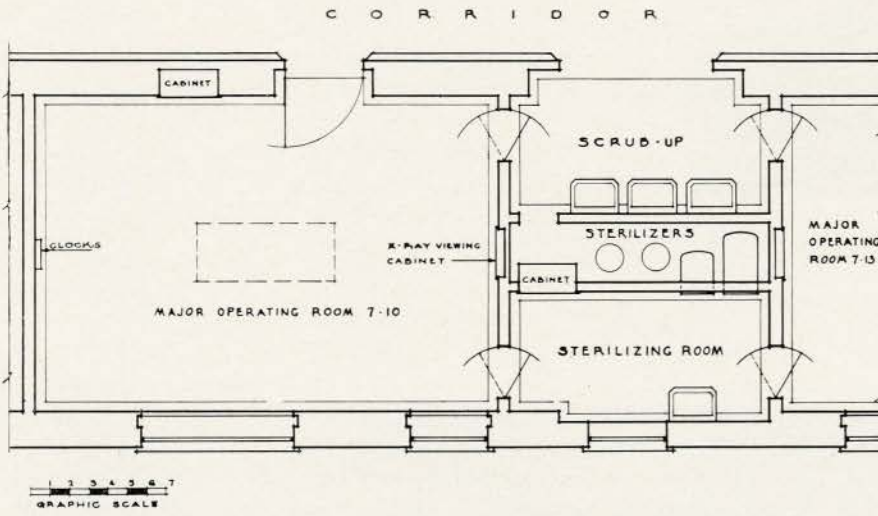 CORRIDOR
CABINET
SCRUB-UP
CLOCKS
X-RAY VIEWING
CABINET
STERILIZERS
MAJOR
OPERATING
ROOM 7-13
CABINET
MAJOR OPERATING ROOM 7-10
STERILIZING ROOM
1 2 3 4 5 6 7
GRAPHIC SCALE